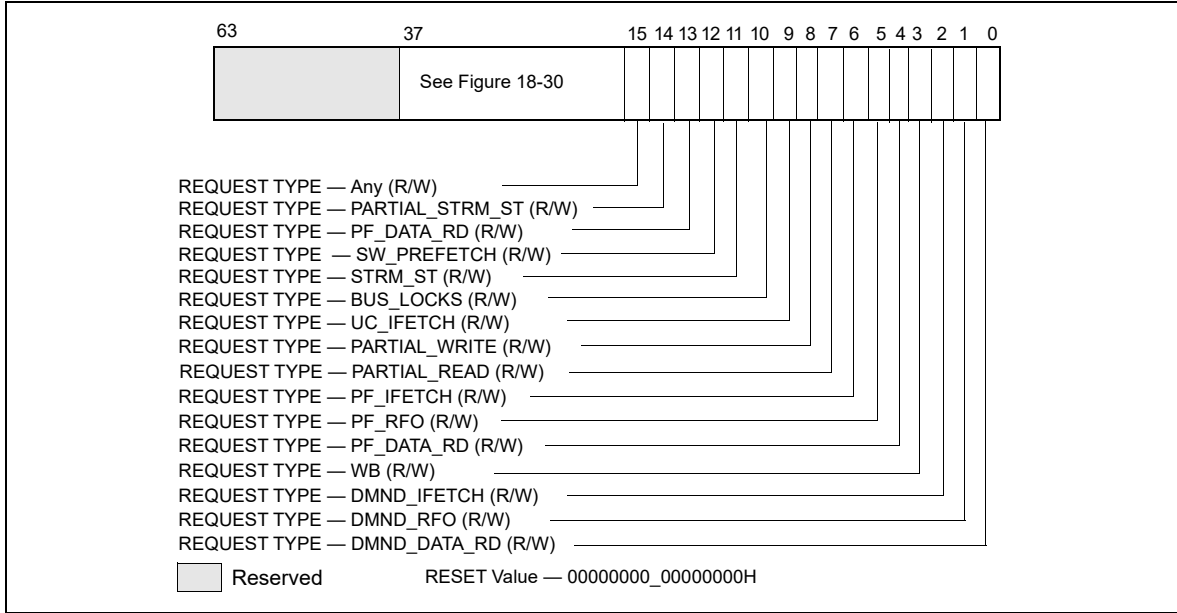 63 37 15 14 13 12 11 10 9 8 7 6 5 4 3 2 1 0
See Figure 18-30
REQUEST TYPE — Any (R/W)
REQUEST TYPE — PARTIAL_STRM_ST (R/W)
REQUEST TYPE — PF_DATA_RD (R/W)
REQUEST TYPE — SW_PREFETCH (R/W)
REQUEST TYPE — STRM_ST (R/W)
REQUEST TYPE — BUS_LOCKS (R/W)
REQUEST TYPE — UC_IFETCH (R/W)
REQUEST TYPE — PARTIAL_WRITE (R/W)
REQUEST TYPE — PARTIAL_READ (R/W)
REQUEST TYPE — PF_IFETCH (R/W)
REQUEST TYPE — PF_RFO (R/W)
REQUEST TYPE — PF_DATA_RD (R/W)
REQUEST TYPE — WB (R/W)
REQUEST TYPE — DMND_IFETCH (R/W)
REQUEST TYPE — DMND_RFO (R/W)
REQUEST TYPE — DMND_DATA_RD (R/W)
Reserved RESET Value — 00000000_00000000H